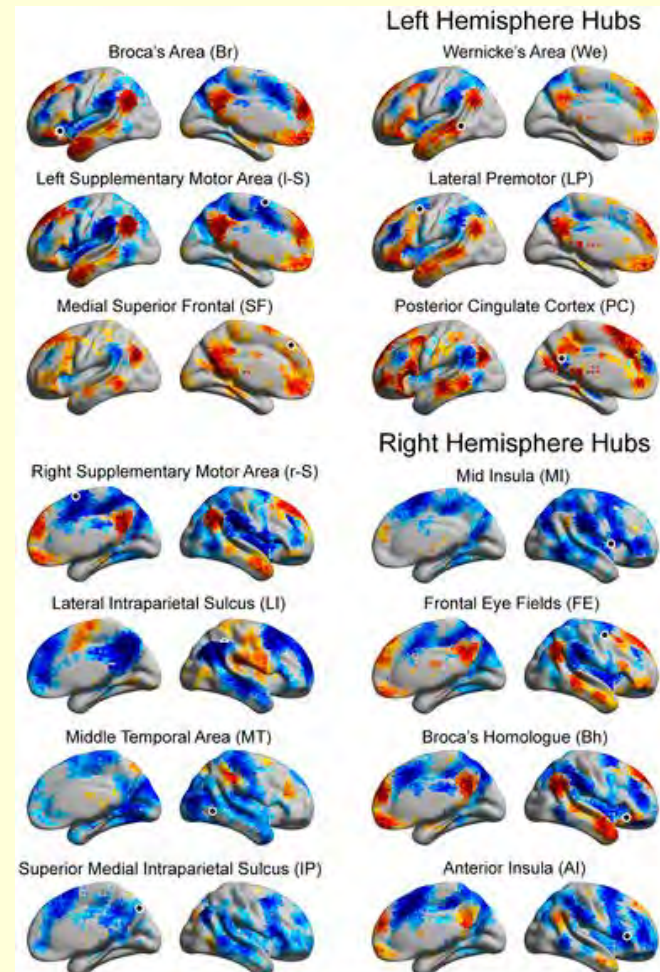 Left Hemisphere Hubs
Broca's Area (Br)
Wernicke's Area (We)
Left Supplementary Motor Area (l-S)
Lateral Premotor (LP)
Medial Superior Frontal (SF)
Posterior Cingulate Cortex (PC)
Right Hemisphere Hubs
Right Supplementary Motor Area (r-S)
Mid Insula (MI)
Lateral Intraparietal Sulcus (LI)
Frontal Eye Fields (FE)
Middle Temporal Area (MT)
Broca's Homologue (Bh)
Superior Medial Intraparietal Sulcus (IP)
Anterior Insula (AI)